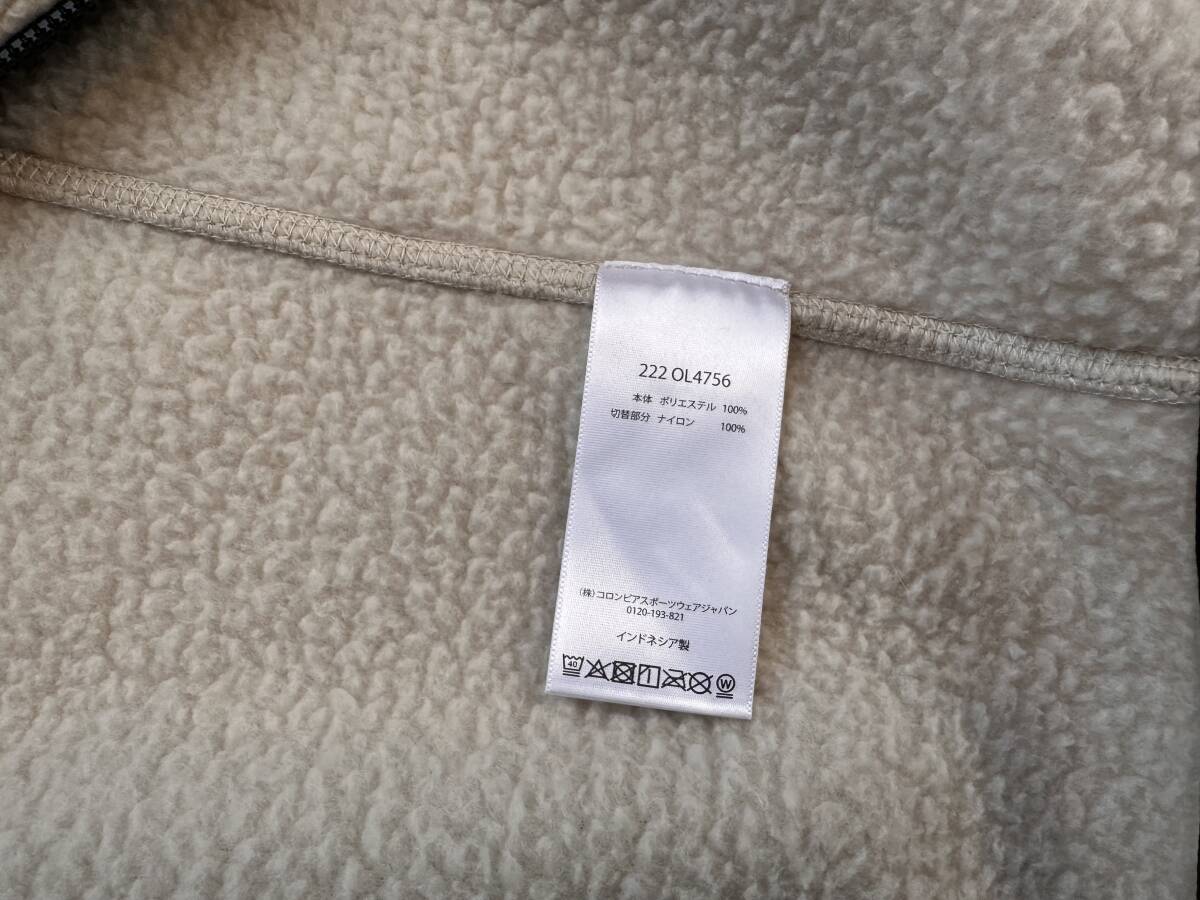 222 OL4756
本体 ポリエステル 100%
切替部分 ナイロン 100%
(株)コロンビアスポーツウェアジャパン
0120-193-821
インドネシア製
40 W